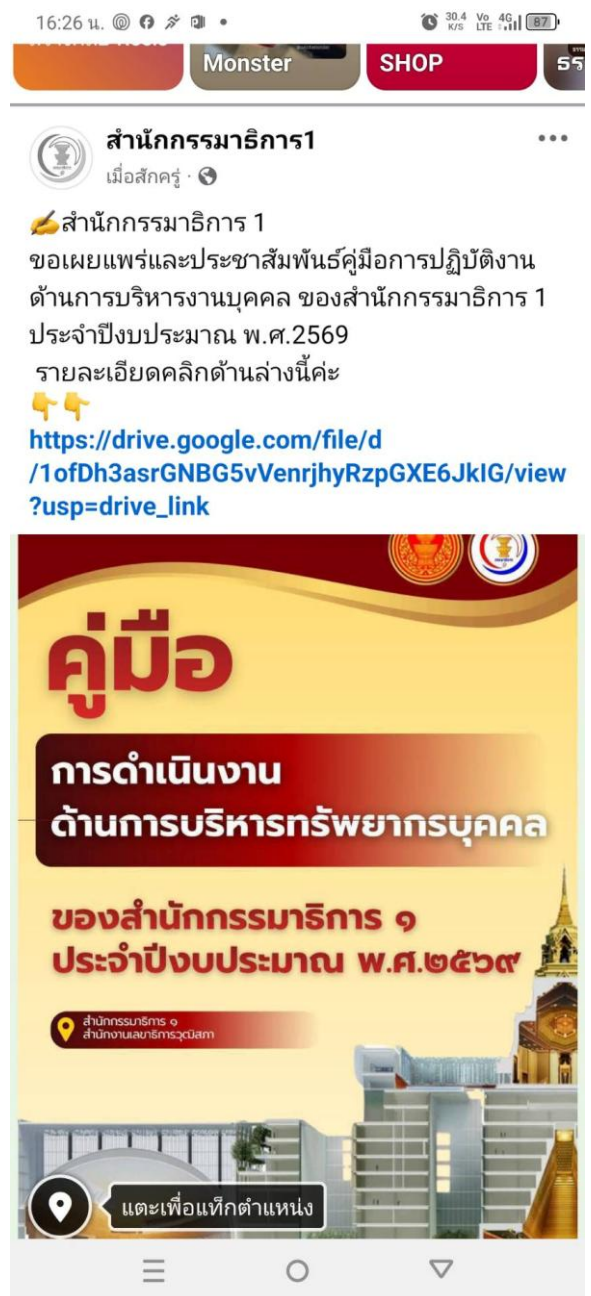 16:26 น.
30.4 K/S Vo LTE 4G 87
Monster
SHOP
สำนักกรรมาธิการ1
เมื่อสักครู่ ·
✍️สำนักกรรมาธิการ 1
ขอเผยแพร่และประชาสัมพันธ์คู่มือการปฏิบัติงาน
ด้านการบริหารงานบุคคล ของสำนักกรรมาธิการ 1
ประจำปีงบประมาณ พ.ศ.2569
รายละเอียดคลิกด้านล่างนี้ค่ะ
👇👇
https://drive.google.com/file/d
/1ofDh3asrGNBG5vVenrjhyRzpGXE6JkIG/view
?usp=drive_link
คู่มือ
การดำเนินงาน
ด้านการบริหารทรัพยากรบุคคล
ของสำนักกรรมาธิการ ๑
ประจำปีงบประมาณ พ.ศ.๒๕๖๙
สำนักกรรมาธิการ ๑
สำนักงานเลขาธิการวุฒิสภา
แตะเพื่อแท็กตำแหน่ง